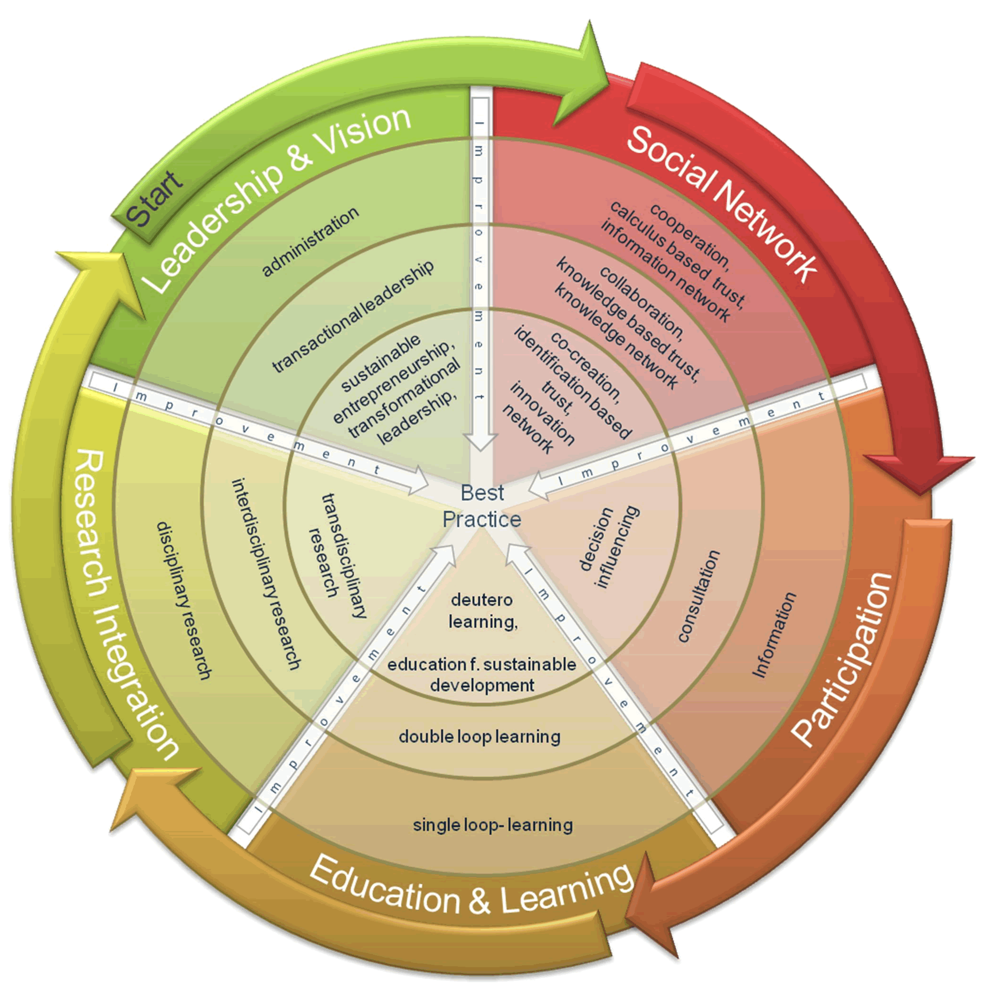 Start
Leadership & Vision
administration
transactional leadership
sustainable
entrepreneurship,
transformational
leadership,
Improvement
Social Network
cooperation,
calculus based trust,
information network
collaboration,
knowledge based trust,
knowledge network
co-creation,
identification based
trust,
innovation
network
Improvement
Participation
Information
consultation
decision
influencing
Improvement
Education & Learning
single loop- learning
double loop learning
education f. sustainable
development
deutero
learning,
Improvement
Research Integration
disciplinary research
interdisciplinary research
transdisciplinary
research
Improvement
Best
Practice